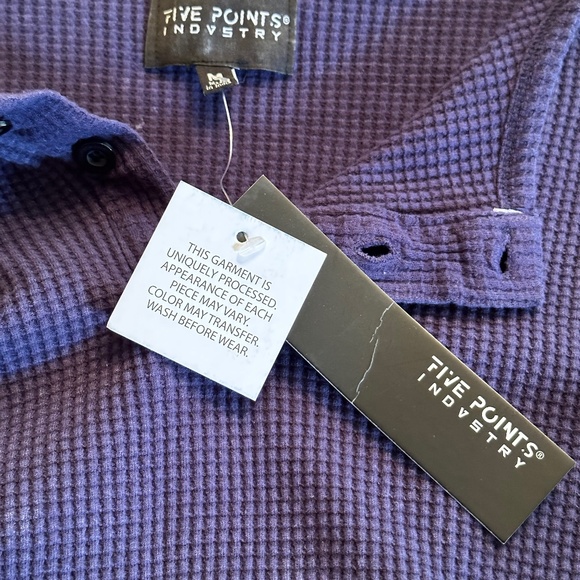 FIVE POINTS®
INDVSTRY
M
THIS GARMENT IS
UNIQUELY PROCESSED.
APPEARANCE OF EACH
PIECE MAY VARY.
COLOR MAY TRANSFER.
WASH BEFORE WEAR.
FIVE POINTS®
INDVSTRY